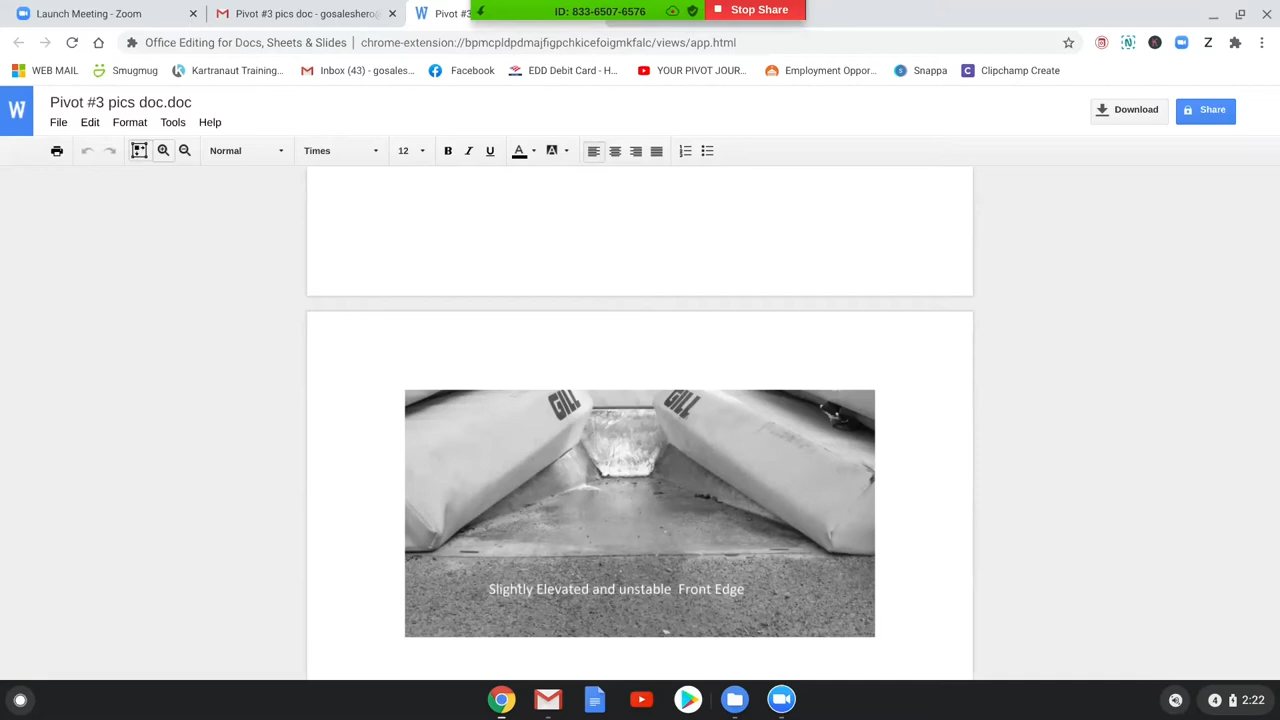 Launch Meeting - Zoom
Pivot #3 pics doc - gosalesherog
Pivot #3
ID: 833-6507-6576
Stop Share
Office Editing for Docs, Sheets & Slides
chrome-extension://bpmcpldpdmajfigpchkicefoigmkfalc/views/app.html
WEB MAIL
Smugmug
Kartranaut Training...
Inbox (43) - gosales...
Facebook
EDD Debit Card - H...
YOUR PIVOT JOUR...
Employment Oppor...
Snappa
Clipchamp Create
W
Pivot #3 pics doc.doc
Download
Share
File Edit Format Tools Help
Normal
Times
12
B I U A A
GILL GILL
Slightly Elevated and unstable Front Edge
4
2:22